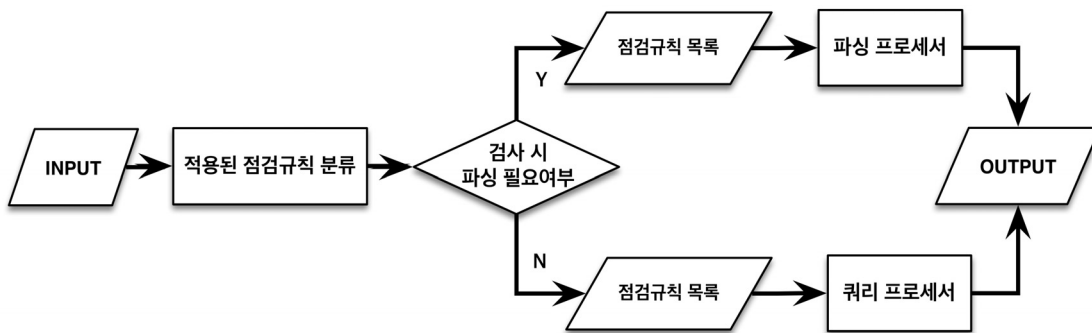 INPUT
적용된 점검규칙 분류
검사 시
파싱 필요여부
Y
점검규칙 목록
파싱 프로세서
N
점검규칙 목록
쿼리 프로세서
OUTPUT